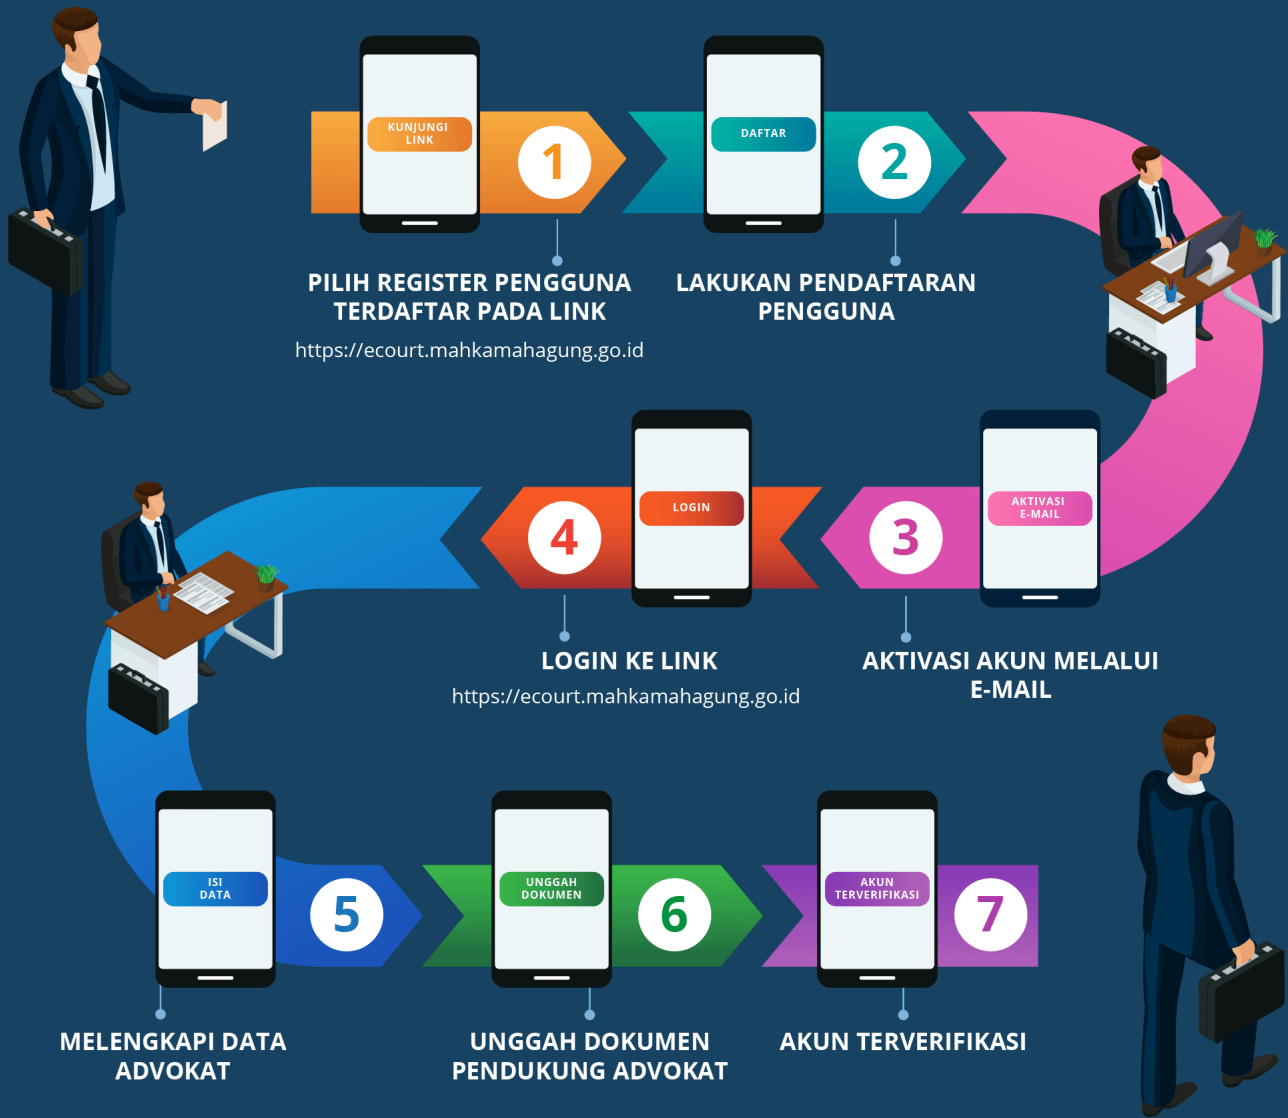 KUNJUNGI
LINK
1
PILIH REGISTER PENGGUNA
TERDAFTAR PADA LINK
https://ecourt.mahkamahagung.go.id
DAFTAR
2
LAKUKAN PENDAFTARAN
PENGGUNA
AKTIVASI
E-MAIL
3
AKTIVASI AKUN MELALUI
E-MAIL
LOGIN
4
LOGIN KE LINK
https://ecourt.mahkamahagung.go.id
ISI
DATA
5
MELENGKAPI DATA
ADVOKAT
UNGGAH
DOKUMEN
6
UNGGAH DOKUMEN
PENDUKUNG ADVOKAT
AKUN
TERVERIFIKASI
7
AKUN TERVERIFIKASI